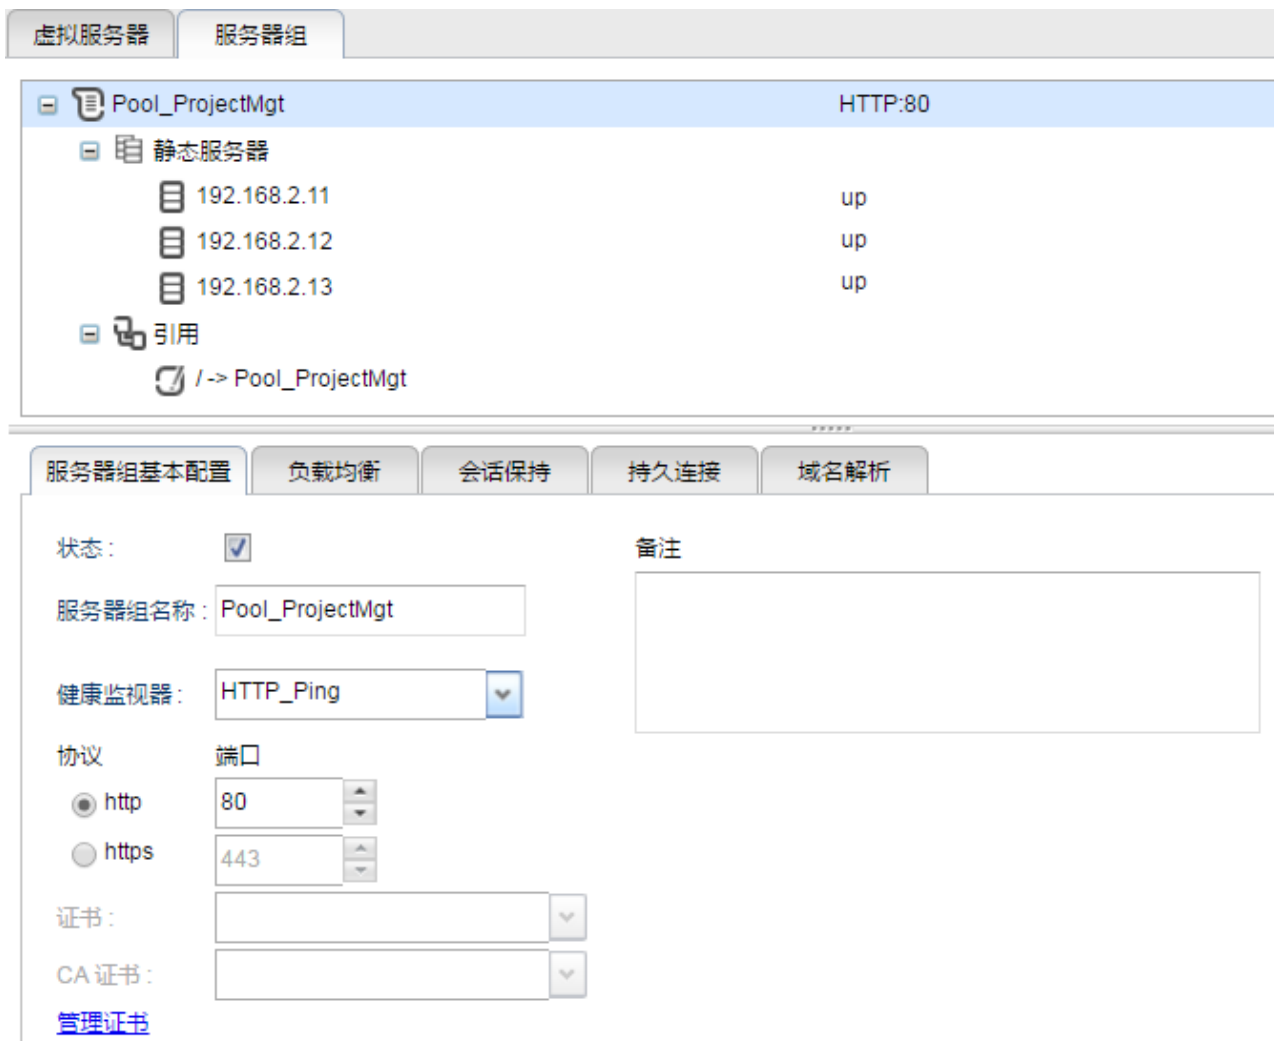 虚拟服务器 服务器组
Pool_ProjectMgt HTTP:80
静态服务器
192.168.2.11 up
192.168.2.12 up
192.168.2.13 up
引用
/ -> Pool_ProjectMgt
服务器组基本配置 负载均衡 会话保持 持久连接 域名解析
状态 : 备注
服务器组名称 : Pool_ProjectMgt
健康监视器 : HTTP_Ping
协议 端口
http 80
https 443
证书 :
CA 证书 :
管理证书